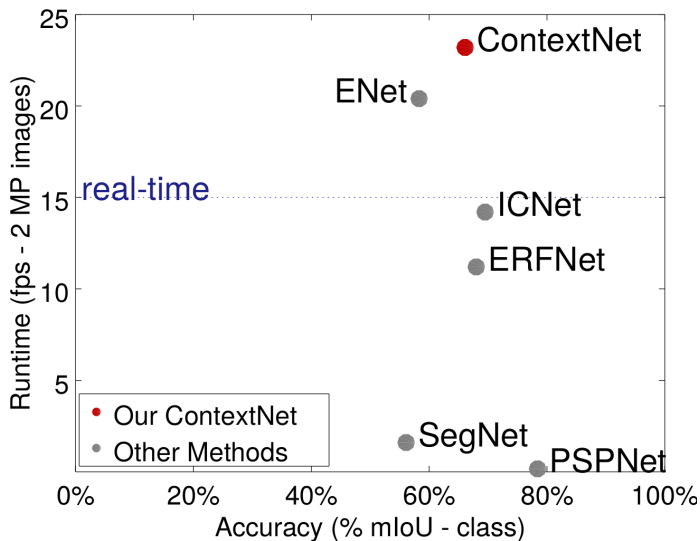 25
20
15
10
5
Runtime (fps - 2 MP images)
ContextNet
ENet
real-time
ICNet
ERFNet
SegNet
PSPNet
Our ContextNet
Other Methods
0% 20% 40% 60% 80% 100%
Accuracy (% mIoU - class)